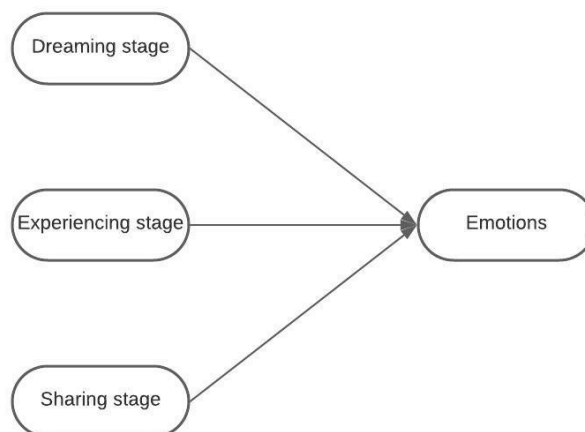 Dreaming stage
Experiencing stage
Emotions
Sharing stage